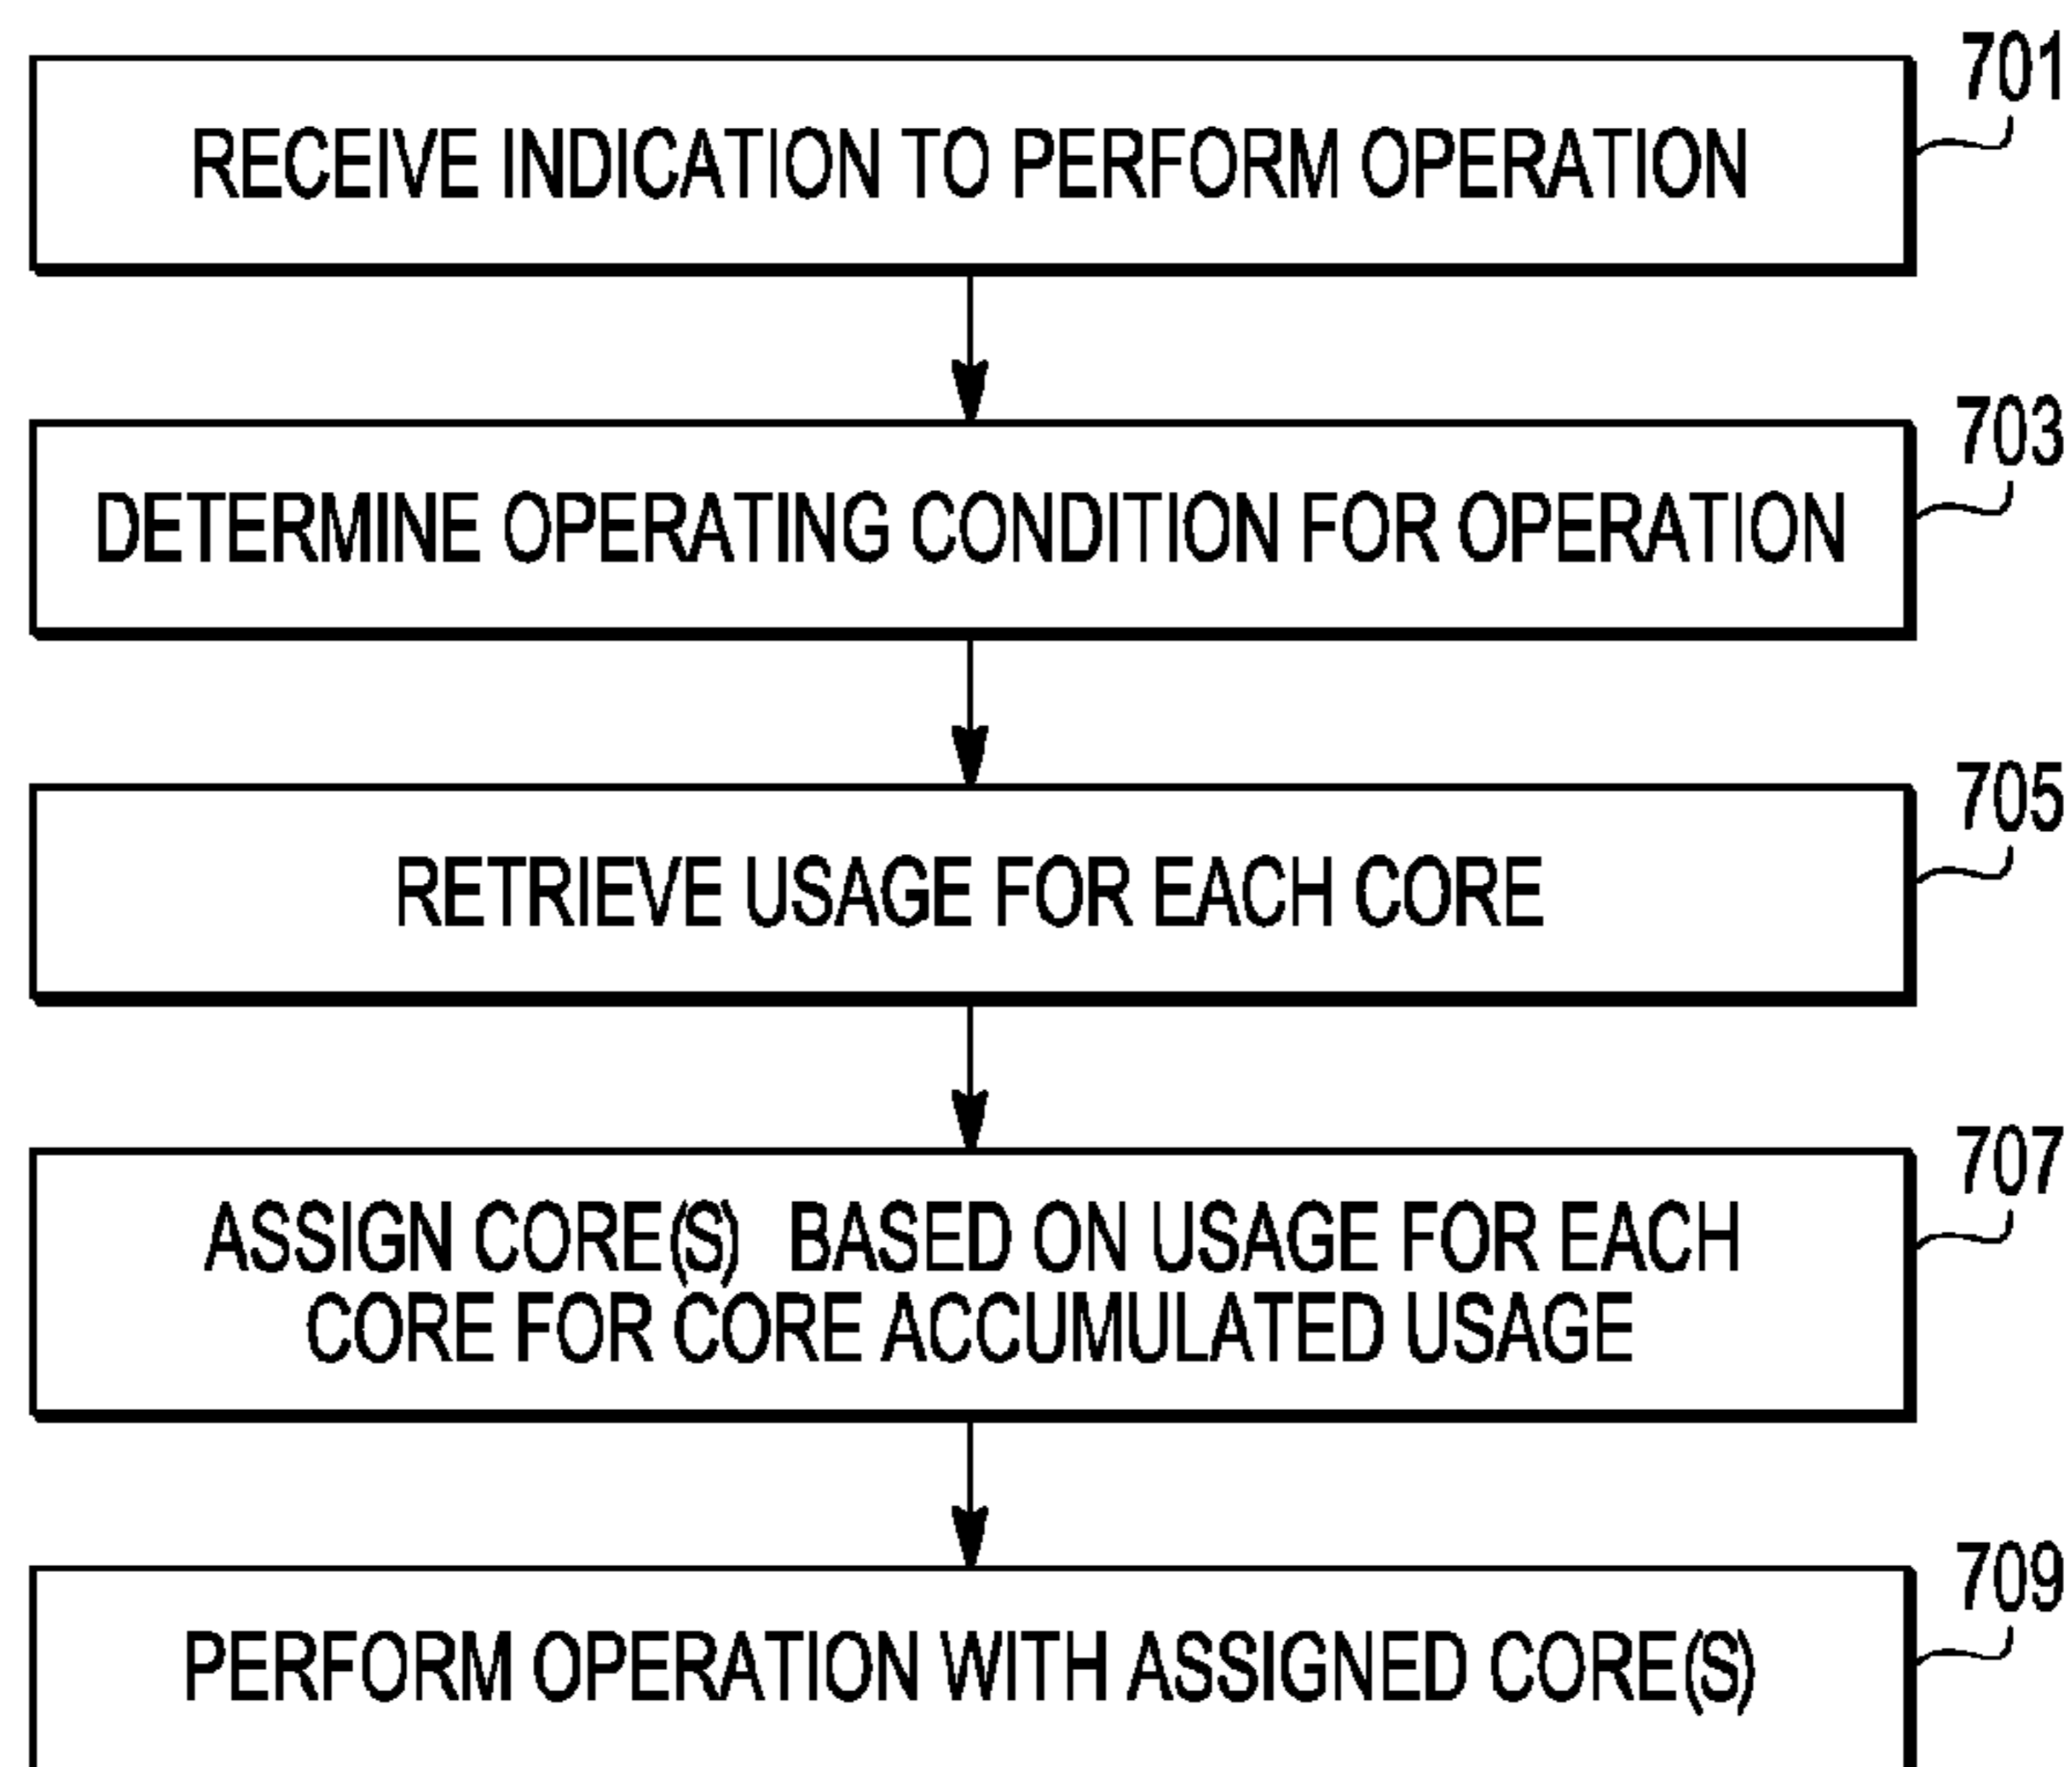 701
RECEIVE INDICATION TO PERFORM OPERATION
703
DETERMINE OPERATING CONDITION FOR OPERATION
705
RETRIEVE USAGE FOR EACH CORE
707
ASSIGN CORE(S) BASED ON USAGE FOR EACH
CORE FOR CORE ACCUMULATED USAGE
709
PERFORM OPERATION WITH ASSIGNED CORE(S)